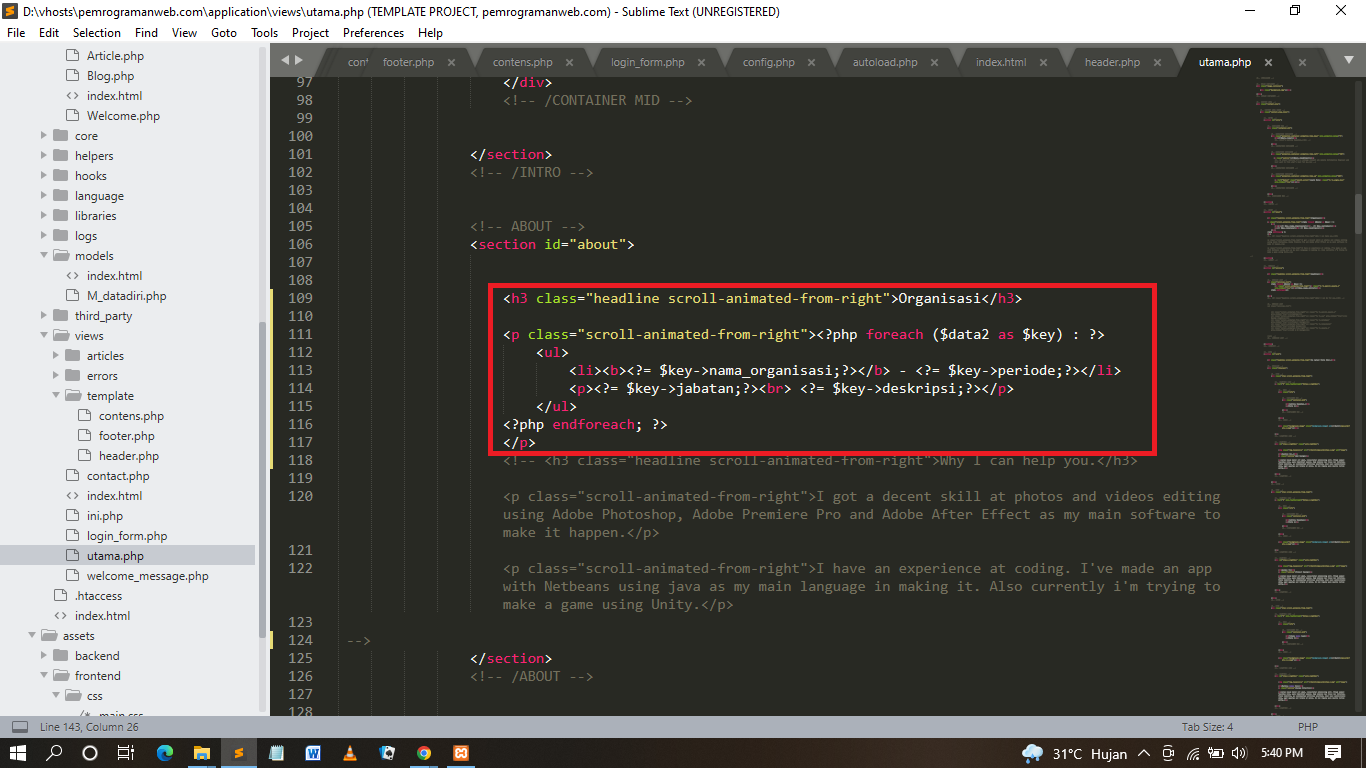 D:\vhosts\pemrogramanweb.com\application\views\utama.php (TEMPLATE PROJECT, pemrogramanweb.com) - Sublime Text (UNREGISTERED)
File Edit Selection Find View Goto Tools Project Preferences Help
Article.php
Blog.php
index.html
Welcome.php
core
helpers
hooks
language
libraries
logs
models
index.html
M_datadiri.php
third_party
views
articles
errors
template
contens.php
footer.php
header.php
contact.php
index.html
ini.php
login_form.php
utama.php
welcome_message.php
.htaccess
index.html
assets
backend
frontend
css
main.css
cont footer.php contens.php login_form.php config.php autoload.php index.html header.php utama.php
97 </div>
98 <!-- /CONTAINER MID -->
99
100
101 </section>
102 <!-- /INTRO -->
103
104
105 <!-- ABOUT -->
106 <section id="about">
107
108
109 <h3 class="headline scroll-animated-from-right">Organisasi</h3>
110
111 <p class="scroll-animated-from-right"><?php foreach ($data2 as $key) : ?>
112 <ul>
113 <li><b><?= $key->nama_organisasi;?></b> - <?= $key->periode;?></li>
114 <p><?= $key->jabatan;?><br> <?= $key->deskripsi;?></p>
115 </ul>
116 <?php endforeach; ?>
117 </p>
118 <!-- <h3 class="headline scroll-animated-from-right">Why I can help you.</h3>
119
120 <p class="scroll-animated-from-right">I got a decent skill at photos and videos editing
using Adobe Photoshop, Adobe Premiere Pro and Adobe After Effect as my main software to
make it happen.</p>
121
122 <p class="scroll-animated-from-right">I have an experience at coding. I've made an app
with Netbeans using java as my main language in making it. Also currently i'm trying to
make a game using Unity.</p>
123
124 -->
125 </section>
126 <!-- /ABOUT -->
127
128
Line 143, Column 26 Tab Size: 4 PHP
31°C Hujan 5:40 PM